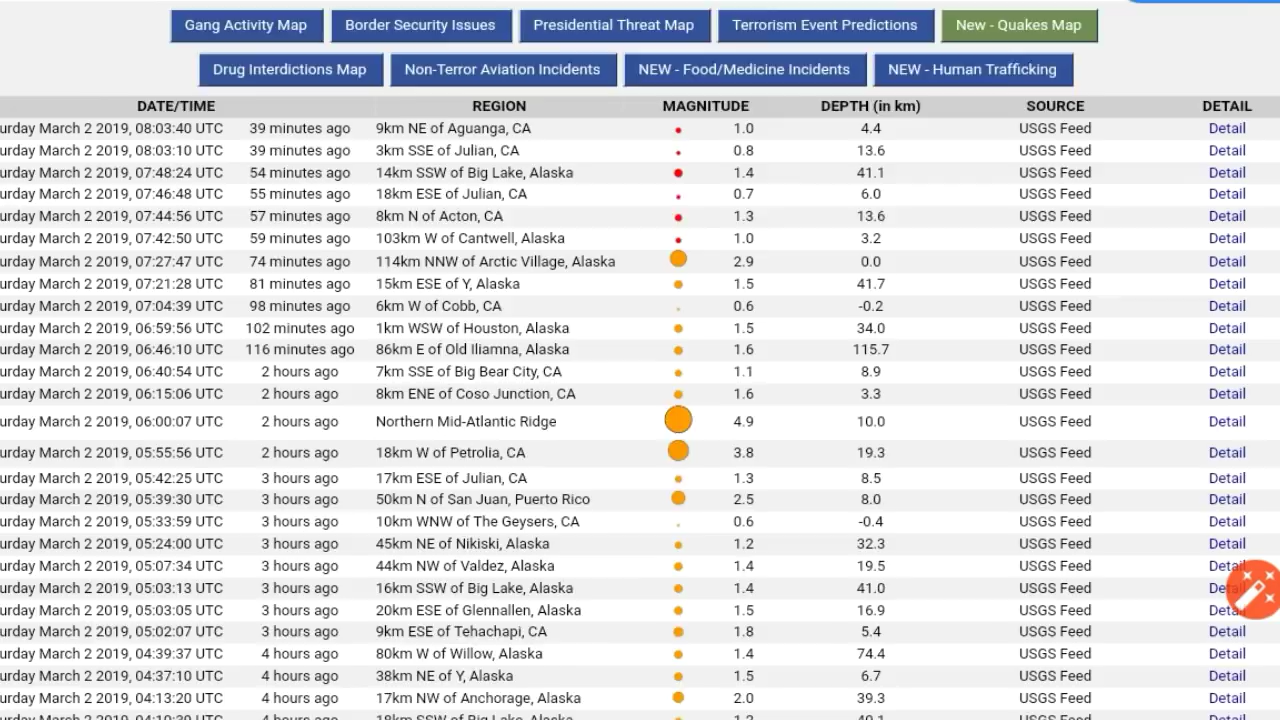 Gang Activity Map Border Security Issues Presidential Threat Map Terrorism Event Predictions New - Quakes Map
Drug Interdictions Map Non-Terror Aviation Incidents NEW - Food/Medicine Incidents NEW - Human Trafficking
DATE/TIME REGION MAGNITUDE DEPTH (in km) SOURCE DETAIL
urday March 2 2019, 08:03:40 UTC 39 minutes ago 9km NE of Aguanga, CA 1.0 4.4 USGS Feed Detail
urday March 2 2019, 08:03:10 UTC 39 minutes ago 3km SSE of Julian, CA 0.8 13.6 USGS Feed Detail
urday March 2 2019, 07:48:24 UTC 54 minutes ago 14km SSW of Big Lake, Alaska 1.4 41.1 USGS Feed Detail
urday March 2 2019, 07:46:48 UTC 55 minutes ago 18km ESE of Julian, CA 0.7 6.0 USGS Feed Detail
urday March 2 2019, 07:44:56 UTC 57 minutes ago 8km N of Acton, CA 1.3 13.6 USGS Feed Detail
urday March 2 2019, 07:42:50 UTC 59 minutes ago 103km W of Cantwell, Alaska 1.0 3.2 USGS Feed Detail
urday March 2 2019, 07:27:47 UTC 74 minutes ago 114km NNW of Arctic Village, Alaska 2.9 0.0 USGS Feed Detail
urday March 2 2019, 07:21:28 UTC 81 minutes ago 15km ESE of Y, Alaska 1.5 41.7 USGS Feed Detail
urday March 2 2019, 07:04:39 UTC 98 minutes ago 6km W of Cobb, CA 0.6 -0.2 USGS Feed Detail
urday March 2 2019, 06:59:56 UTC 102 minutes ago 1km WSW of Houston, Alaska 1.5 34.0 USGS Feed Detail
urday March 2 2019, 06:46:10 UTC 116 minutes ago 86km E of Old Iliamna, Alaska 1.6 115.7 USGS Feed Detail
urday March 2 2019, 06:40:54 UTC 2 hours ago 7km SSE of Big Bear City, CA 1.1 8.9 USGS Feed Detail
urday March 2 2019, 06:15:06 UTC 2 hours ago 8km ENE of Coso Junction, CA 1.6 3.3 USGS Feed Detail
urday March 2 2019, 06:00:07 UTC 2 hours ago Northern Mid-Atlantic Ridge 4.9 10.0 USGS Feed Detail
urday March 2 2019, 05:55:56 UTC 2 hours ago 18km W of Petrolia, CA 3.8 19.3 USGS Feed Detail
urday March 2 2019, 05:42:25 UTC 3 hours ago 17km ESE of Julian, CA 1.3 8.5 USGS Feed Detail
urday March 2 2019, 05:39:30 UTC 3 hours ago 50km N of San Juan, Puerto Rico 2.5 8.0 USGS Feed Detail
urday March 2 2019, 05:33:59 UTC 3 hours ago 10km WNW of The Geysers, CA 0.6 -0.4 USGS Feed Detail
urday March 2 2019, 05:24:00 UTC 3 hours ago 45km NE of Nikiski, Alaska 1.2 32.3 USGS Feed Detail
urday March 2 2019, 05:07:34 UTC 3 hours ago 44km NW of Valdez, Alaska 1.4 19.5 USGS Feed Detail
urday March 2 2019, 05:03:13 UTC 3 hours ago 16km SSW of Big Lake, Alaska 1.4 41.0 USGS Feed Detail
urday March 2 2019, 05:03:05 UTC 3 hours ago 20km ESE of Glennallen, Alaska 1.5 16.9 USGS Feed Detail
urday March 2 2019, 05:02:07 UTC 3 hours ago 9km ESE of Tehachapi, CA 1.8 5.4 USGS Feed Detail
urday March 2 2019, 04:39:37 UTC 4 hours ago 80km W of Willow, Alaska 1.4 74.4 USGS Feed Detail
urday March 2 2019, 04:37:10 UTC 4 hours ago 38km NE of Y, Alaska 1.5 6.7 USGS Feed Detail
urday March 2 2019, 04:13:20 UTC 4 hours ago 17km NW of Anchorage, Alaska 2.0 39.3 USGS Feed Detail
urday March 2 2019, 4 hours ago 18km SSW of Big Lake, Alaska USGS Feed Detail